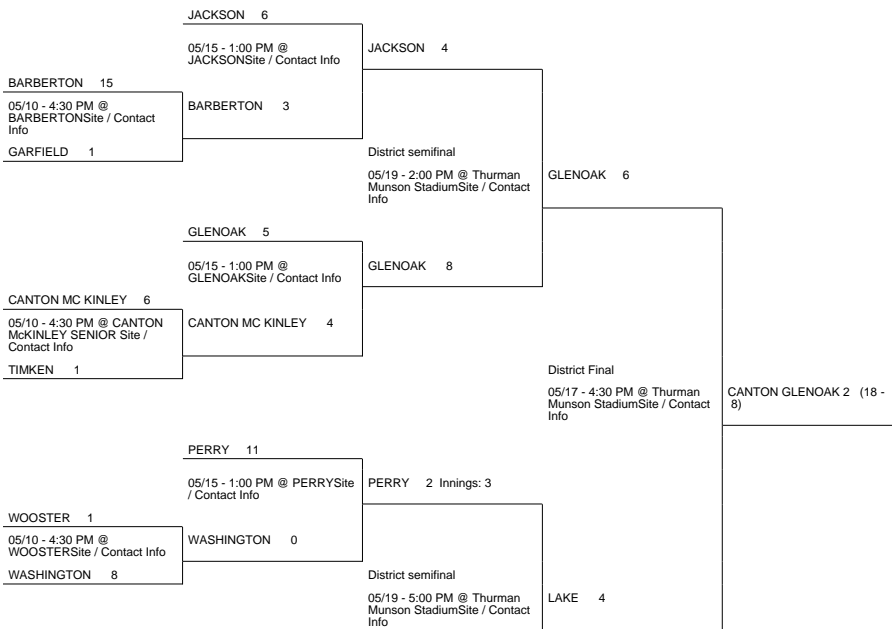 JACKSON 6
05/15 - 1:00 PM @
JACKSONSite / Contact Info
JACKSON 4
BARBERTON 15
05/10 - 4:30 PM @
BARBERTONSite / Contact
Info
BARBERTON 3
GARFIELD 1
District semifinal
05/19 - 2:00 PM @ Thurman
Munson StadiumSite / Contact
Info
GLENOAK 6
GLENOAK 5
05/15 - 1:00 PM @
GLENOAKSite / Contact Info
GLENOAK 8
CANTON MC KINLEY 6
05/10 - 4:30 PM @ CANTON
McKINLEY SENIOR Site /
Contact Info
CANTON MC KINLEY 4
TIMKEN 1
District Final
05/17 - 4:30 PM @ Thurman
Munson StadiumSite / Contact
Info
CANTON GLENOAK 2 (18 -
8)
PERRY 11
05/15 - 1:00 PM @ PERRYSite
/ Contact Info
PERRY 2 Innings: 3
WOOSTER 1
05/10 - 4:30 PM @
WOOSTERSite / Contact Info
WASHINGTON 0
WASHINGTON 8
District semifinal
05/19 - 5:00 PM @ Thurman
Munson StadiumSite / Contact
Info
LAKE 4